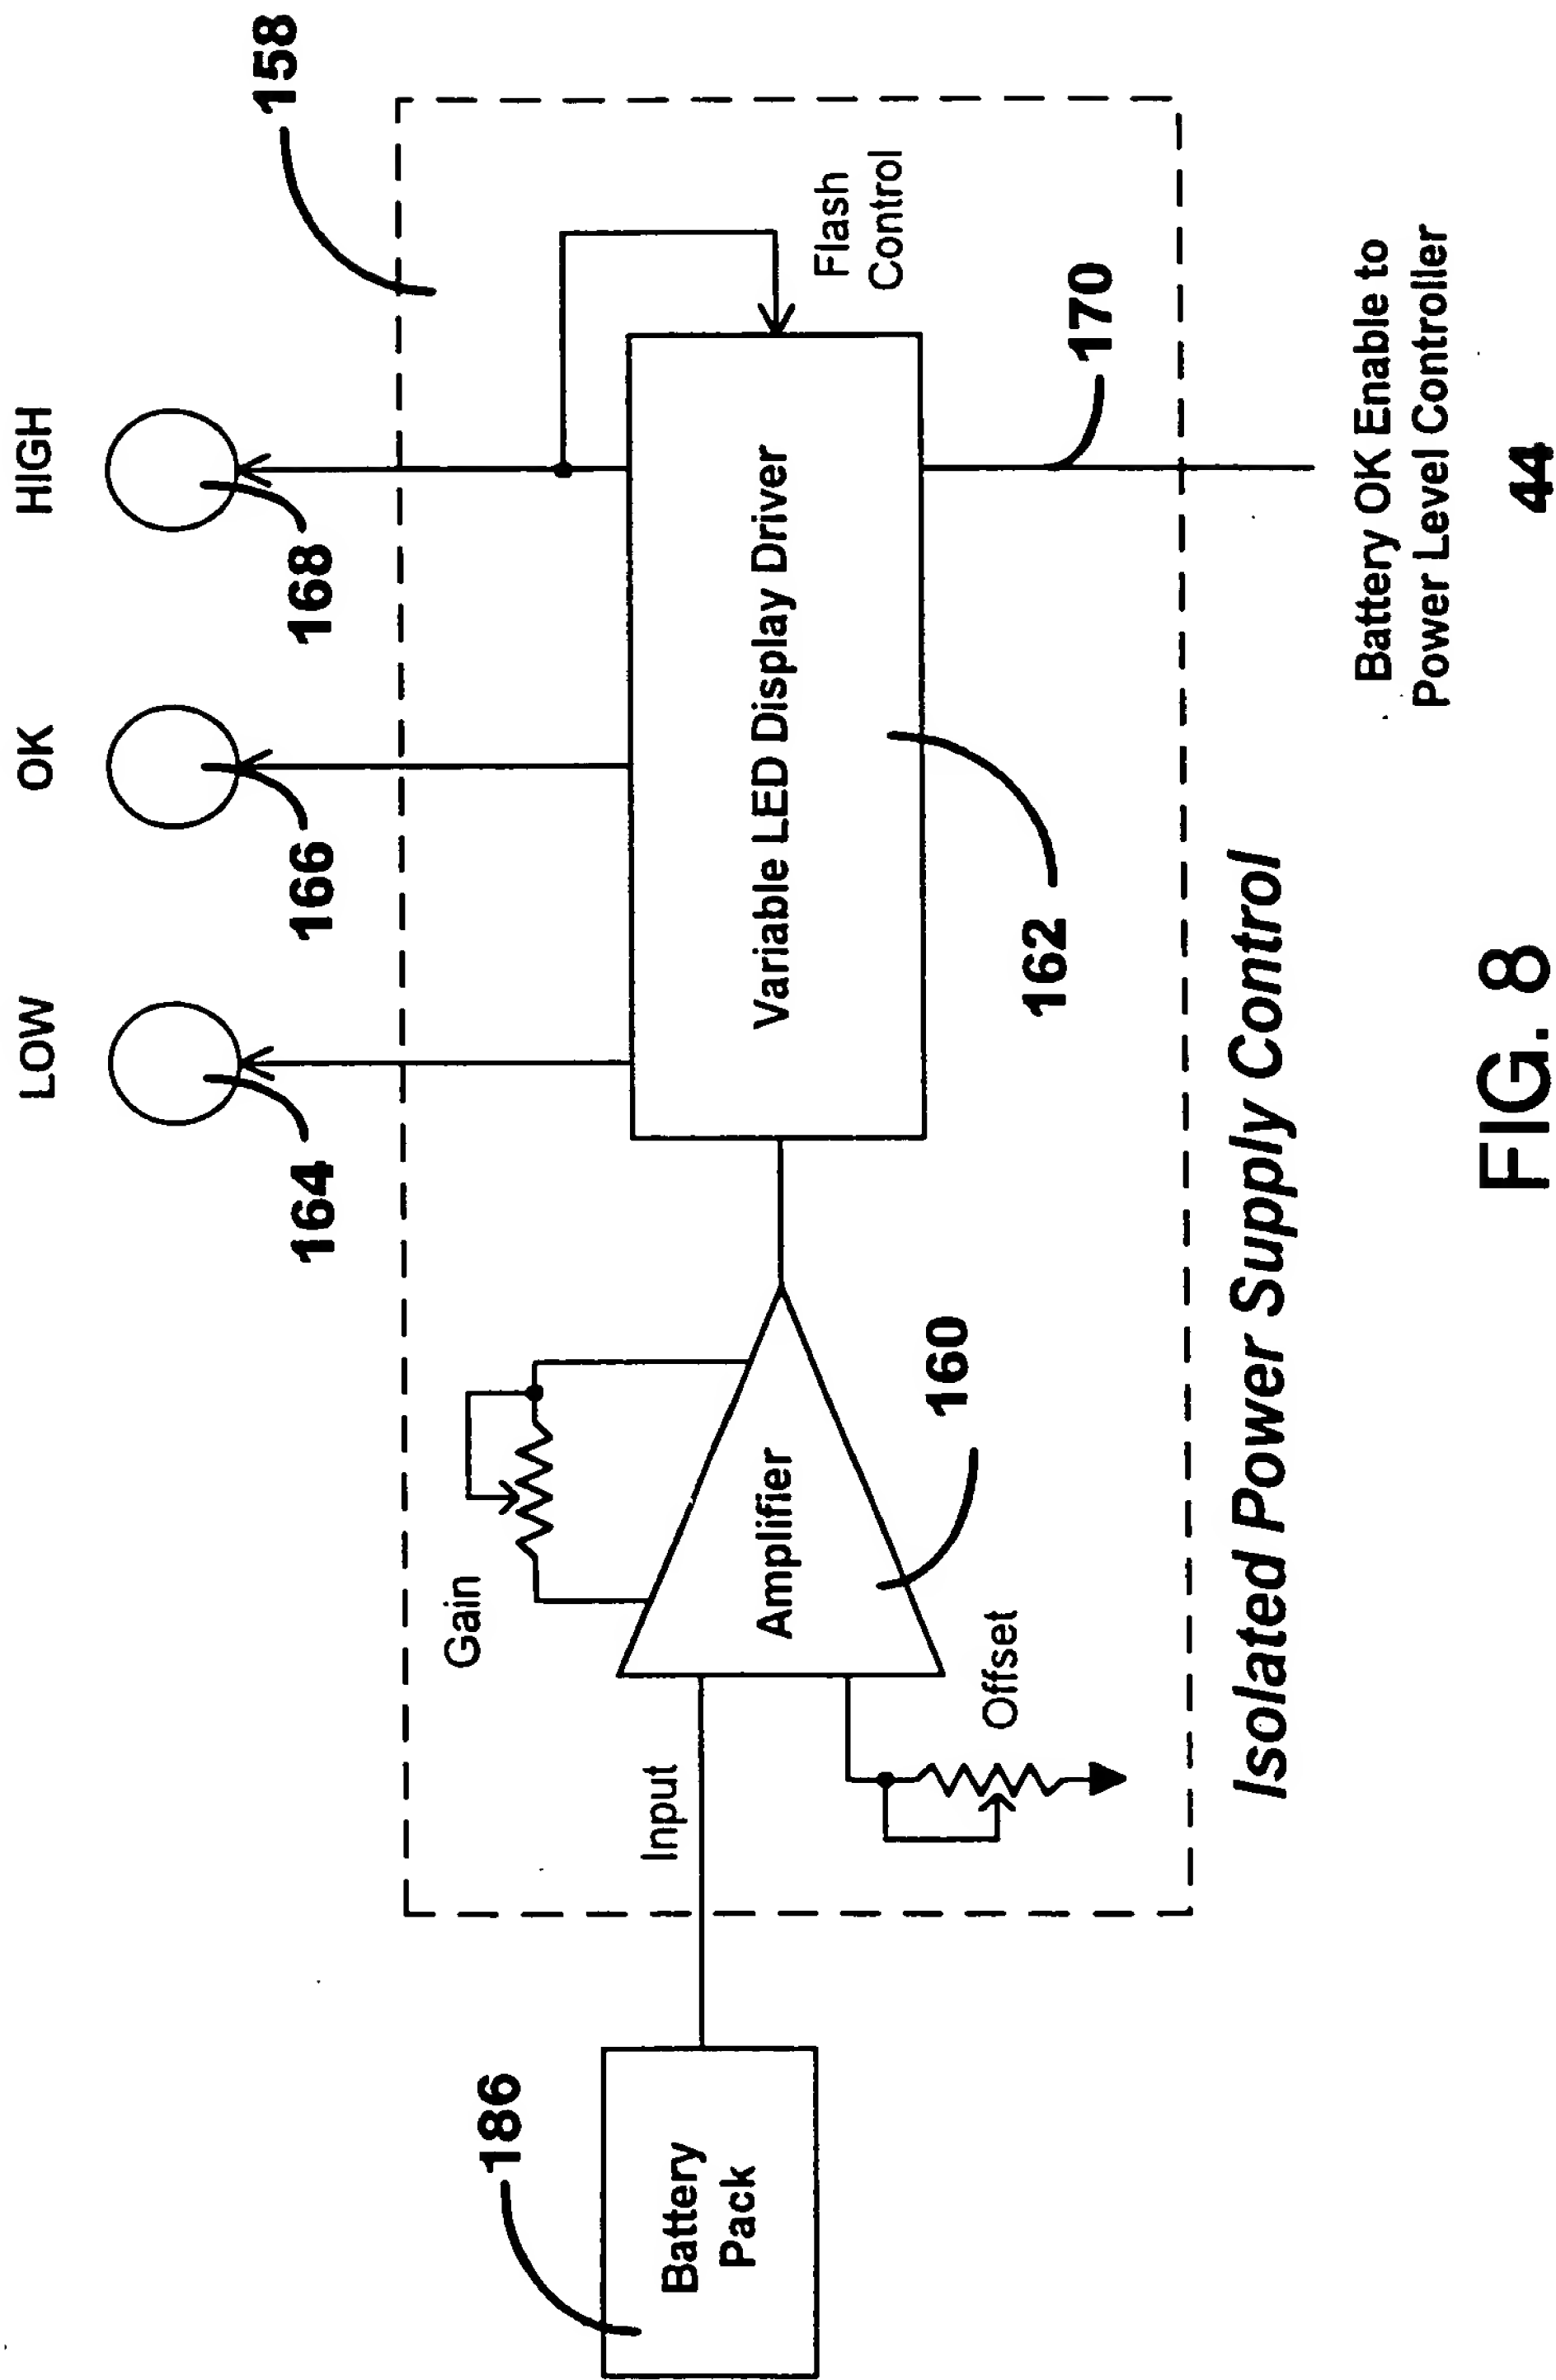 LOW
OK
HIGH
164
166
168
158
186
Battery
Pack
Input
Gain
Amplifier
Offset
160
Variable LED Display Driver
162
Flash
Control
170
Isolated Power Supply Control
Battery OK Enable to
Power Level Controller
44
FIG. 8